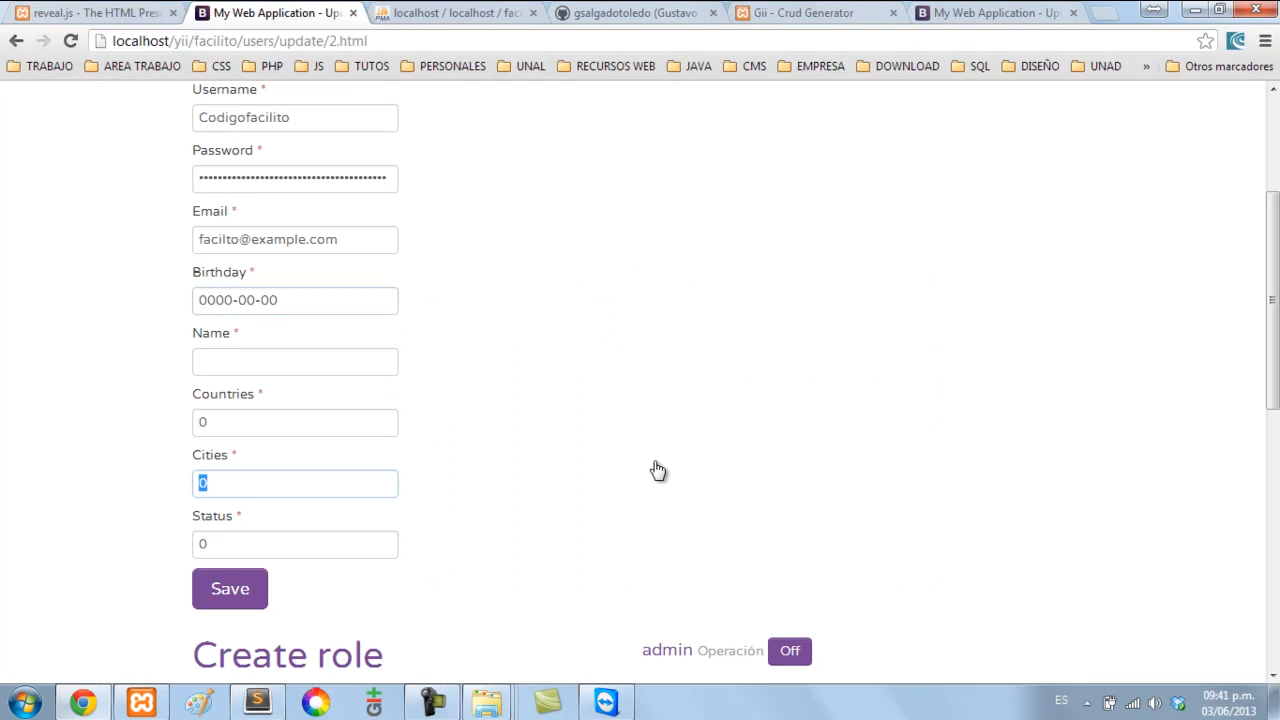 reveal.js - The HTML Presi
My Web Application - Up
localhost / localhost / faci
gsalgadotoledo (Gustavo
Gii - Crud Generator
My Web Application - Up
localhost/yii/facilito/users/update/2.html
TRABAJO
AREA TRABAJO
CSS
PHP
JS
TUTOS
PERSONALES
UNAL
RECURSOS WEB
JAVA
CMS
EMPRESA
DOWNLOAD
SQL
DISEÑO
UNAD
»
Otros marcadores
Username *
Codigofacilito
Password *
Email *
facilto@example.com
Birthday *
0000-00-00
Name *
Countries *
0
Cities *
0
Status *
0
Save
Create role
admin Operación Off
ES
09:41 p.m.
03/06/2013